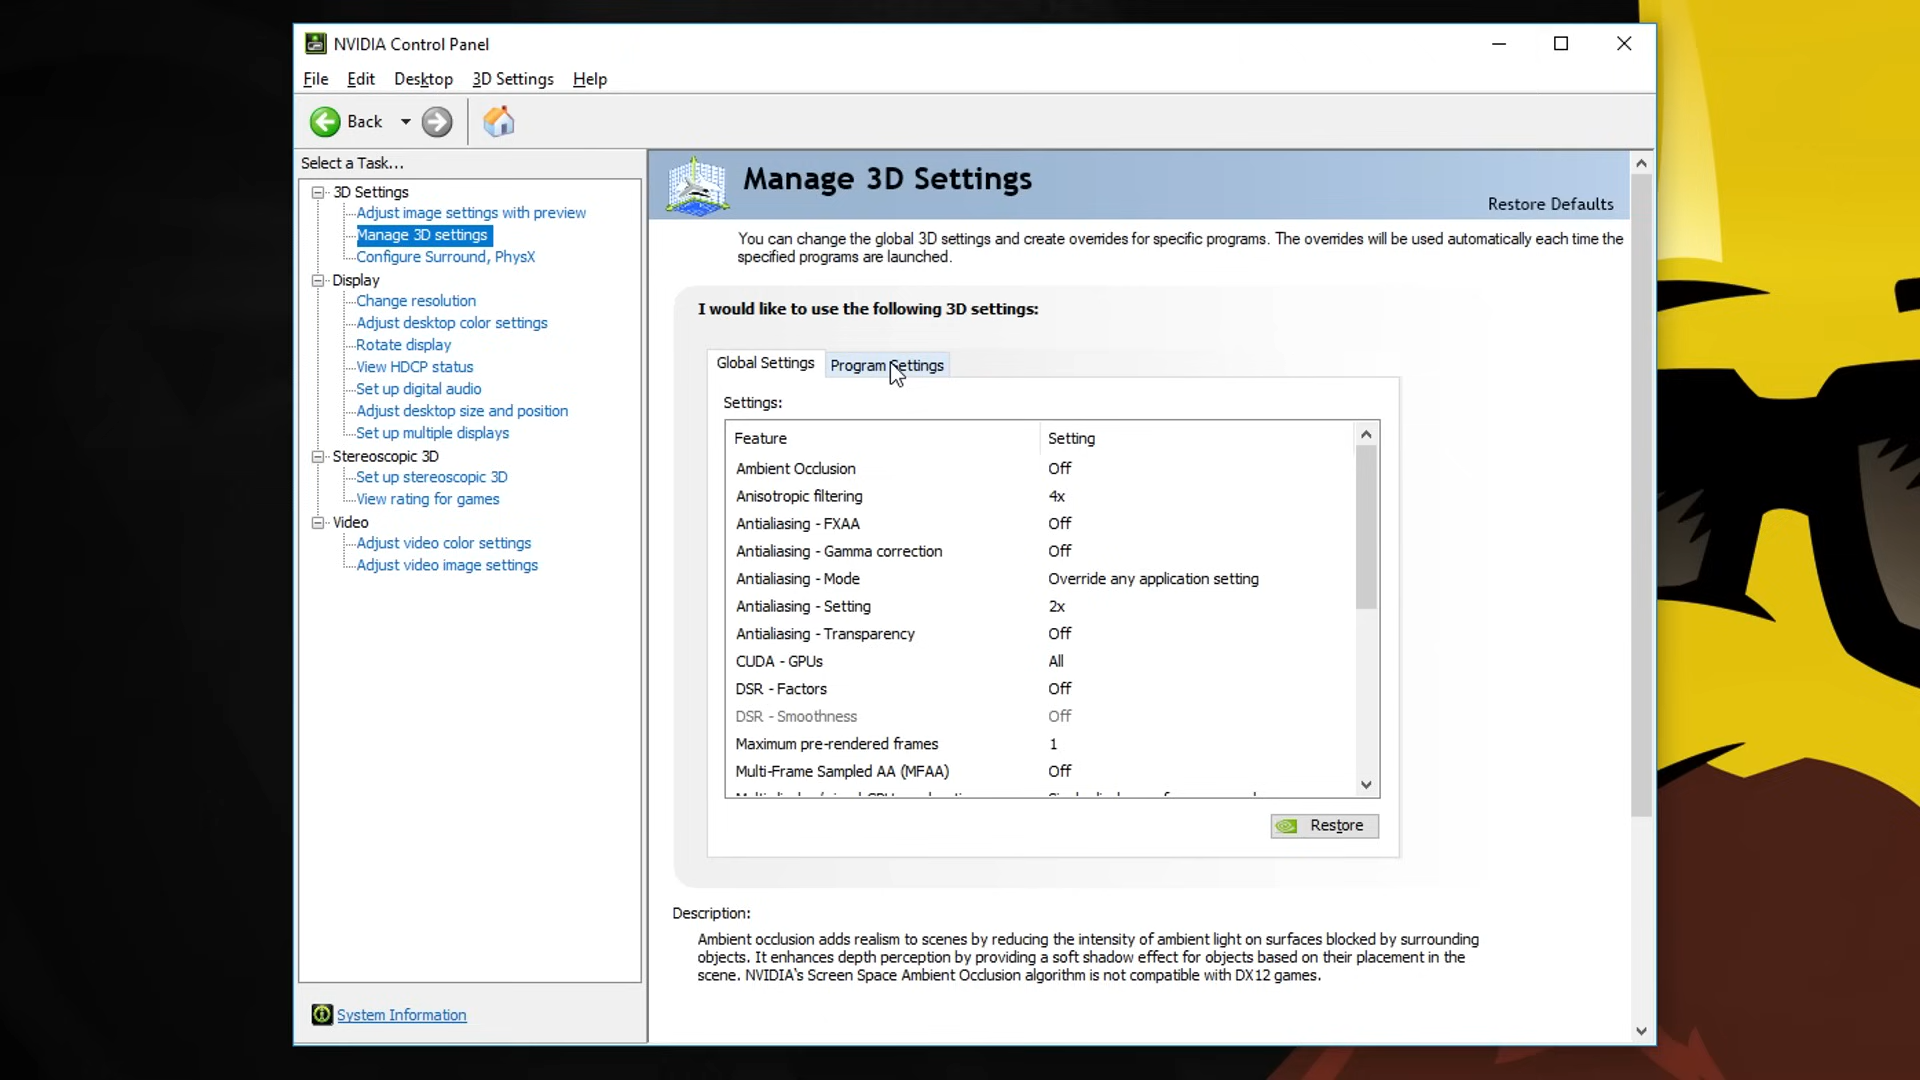 NVIDIA Control Panel
File Edit Desktop 3D Settings Help
Back
Select a Task...
3D Settings
Adjust image settings with preview
Manage 3D settings
Configure Surround, PhysX
Display
Change resolution
Adjust desktop color settings
Rotate display
View HDCP status
Set up digital audio
Adjust desktop size and position
Set up multiple displays
Stereoscopic 3D
Set up stereoscopic 3D
View rating for games
Video
Adjust video color settings
Adjust video image settings
System Information
Manage 3D Settings
Restore Defaults
You can change the global 3D settings and create overrides for specific programs. The overrides will be used automatically each time the
specified programs are launched.
I would like to use the following 3D settings:
Global Settings Program Settings
Settings:
Feature Setting
Ambient Occlusion Off
Anisotropic filtering 4x
Antialiasing - FXAA Off
Antialiasing - Gamma correction Off
Antialiasing - Mode Override any application setting
Antialiasing - Setting 2x
Antialiasing - Transparency Off
CUDA - GPUs All
DSR - Factors Off
DSR - Smoothness Off
Maximum pre-rendered frames 1
Multi-Frame Sampled AA (MFAA) Off
Restore
Description:
Ambient occlusion adds realism to scenes by reducing the intensity of ambient light on surfaces blocked by surrounding
objects. It enhances depth perception by providing a soft shadow effect for objects based on their placement in the
scene. NVIDIA's Screen Space Ambient Occlusion algorithm is not compatible with DX12 games.